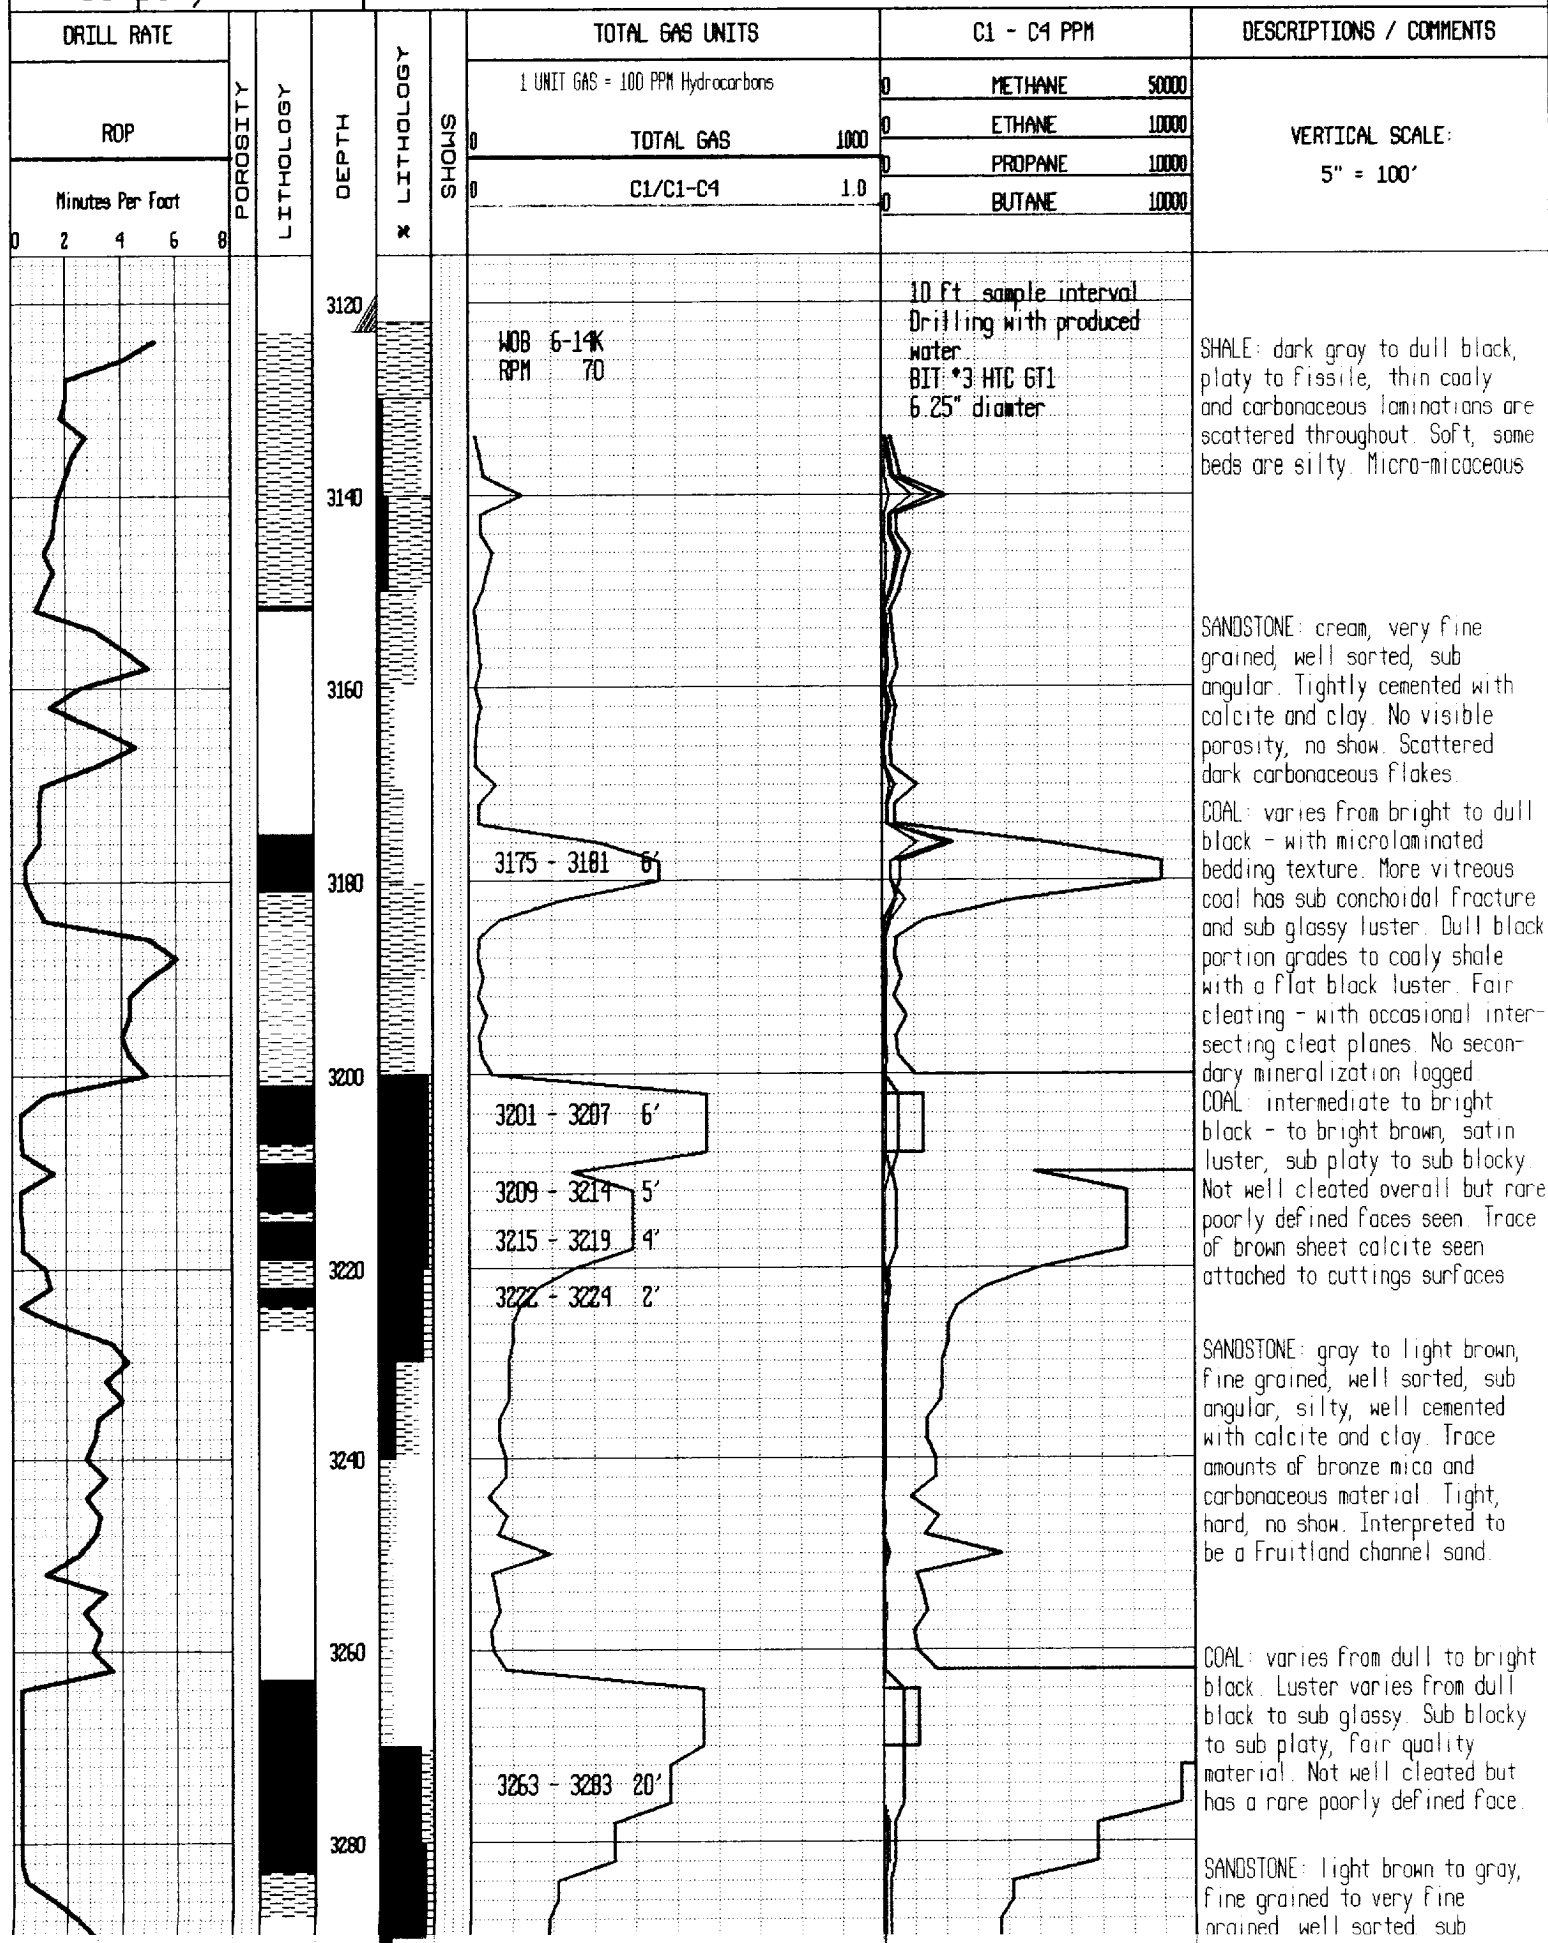 DRILL RATE
ROP
Minutes Per Foot
0 2 4 6 8
POROSITY
LITHOLOGY
DEPTH
% LITHOLOGY
SHOWS
TOTAL GAS UNITS
1 UNIT GAS = 100 PPM Hydrocarbons
0 TOTAL GAS 1000
0 C1/C1-C4 1.0
C1 - C4 PPM
0 METHANE 50000
0 ETHANE 10000
0 PROPANE 10000
0 BUTANE 10000
DESCRIPTIONS / COMMENTS
VERTICAL SCALE:
5" = 100'
3120
3140
3160
3180
3200
3220
3240
3260
3280
WOB 6-14K
RPM 70
3175 - 3181 6'
3201 - 3207 6'
3209 - 3214 5'
3215 - 3219 4'
3222 - 3224 2'
3263 - 3283 20'
10 ft sample interval
Drilling with produced
water
BIT #3 HTC GT1
6.25" diamter
SHALE: dark gray to dull black,
platy to fissile, thin coaly
and carbonaceous laminations are
scattered throughout. Soft, some
beds are silty. Micro-micaceous
SANDSTONE: cream, very fine
grained, well sorted, sub
angular. Tightly cemented with
calcite and clay. No visible
porosity, no show. Scattered
dark carbonaceous flakes.
COAL: varies from bright to dull
black - with microlaminated
bedding texture. More vitreous
coal has sub conchoidal fracture
and sub glassy luster. Dull black
portion grades to coaly shale
with a flat black luster. Fair
cleating - with occasional inter-
secting cleat planes. No secon-
dary mineralization logged.
COAL: intermediate to bright
black - to bright brown, satin
luster, sub platy to sub blocky.
Not well cleated overall but rare
poorly defined faces seen. Trace
of brown sheet calcite seen
attached to cuttings surfaces
SANDSTONE: gray to light brown,
fine grained, well sorted, sub
angular, silty, well cemented
with calcite and clay. Trace
amounts of bronze mica and
carbonaceous material. Tight,
hard, no show. Interpreted to
be a Fruitland channel sand.
COAL: varies from dull to bright
black. Luster varies from dull
black to sub glassy. Sub blocky
to sub platy, fair quality
material. Not well cleated but
has a rare poorly defined face.
SANDSTONE: light brown to gray,
fine grained to very fine
grained, well sorted, sub